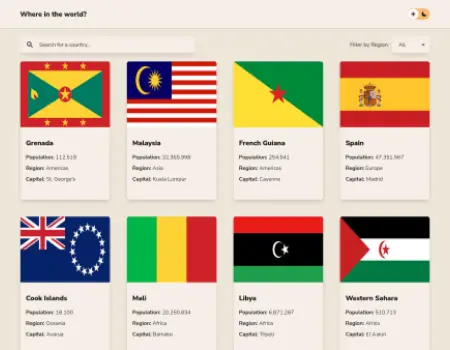 Where in the world?
Search for a country...
Filter by Region: All
Grenada
Population: 112,519
Region: Americas
Capital: St. George's
Malaysia
Population: 32,365,998
Region: Asia
Capital: Kuala Lumpur
French Guiana
Population: 254,541
Region: Americas
Capital: Cayenne
Spain
Population: 47,351,567
Region: Europe
Capital: Madrid
Cook Islands
Population: 18,100
Region: Oceania
Capital: Avarua
Mali
Population: 20,250,834
Region: Africa
Capital: Bamako
Libya
Population: 6,871,287
Region: Africa
Capital: Tripoli
Western Sahara
Population: 510,713
Region: Africa
Capital: El Aaiún